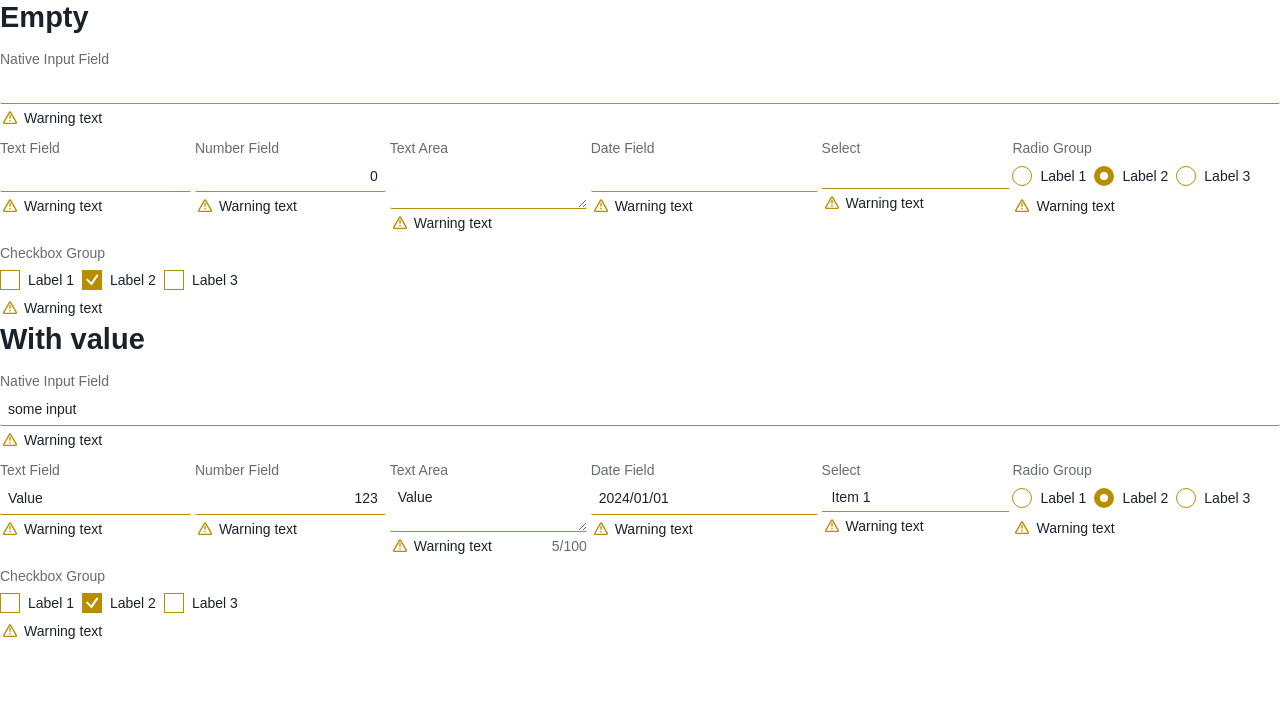 Empty
Native Input Field
Warning text
Text Field Number Field Text Area Date Field Select Radio Group
0 Label 1 Label 2 Label 3
Warning text Warning text Warning text Warning text Warning text Warning text
Checkbox Group
Label 1 Label 2 Label 3
Warning text
With value
Native Input Field
some input
Warning text
Text Field Number Field Text Area Date Field Select Radio Group
Value 123 Value 2024/01/01 Item 1 Label 1 Label 2 Label 3
Warning text Warning text Warning text 5/100 Warning text Warning text Warning text
Checkbox Group
Label 1 Label 2 Label 3
Warning text